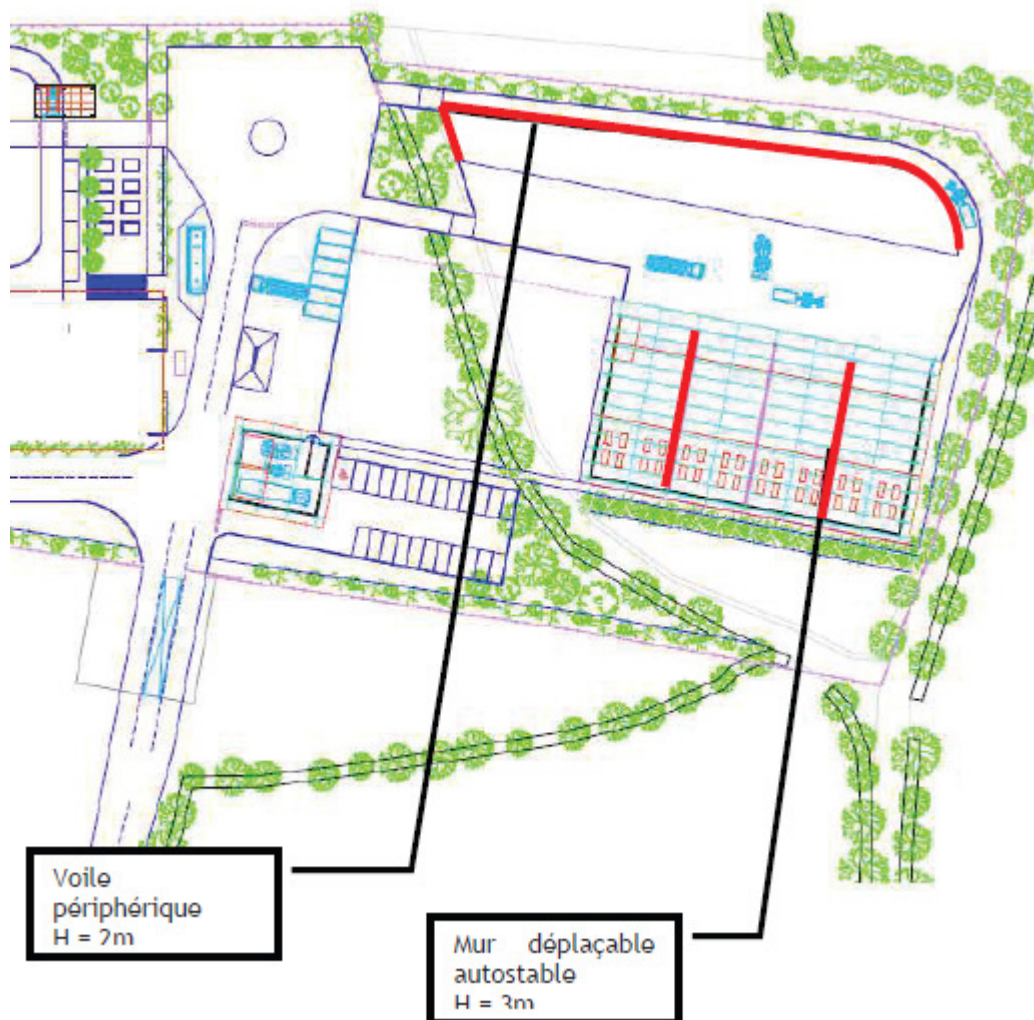 Voile
périphérique
H = 2m
Mur déplaçable
autostable
H = 3m